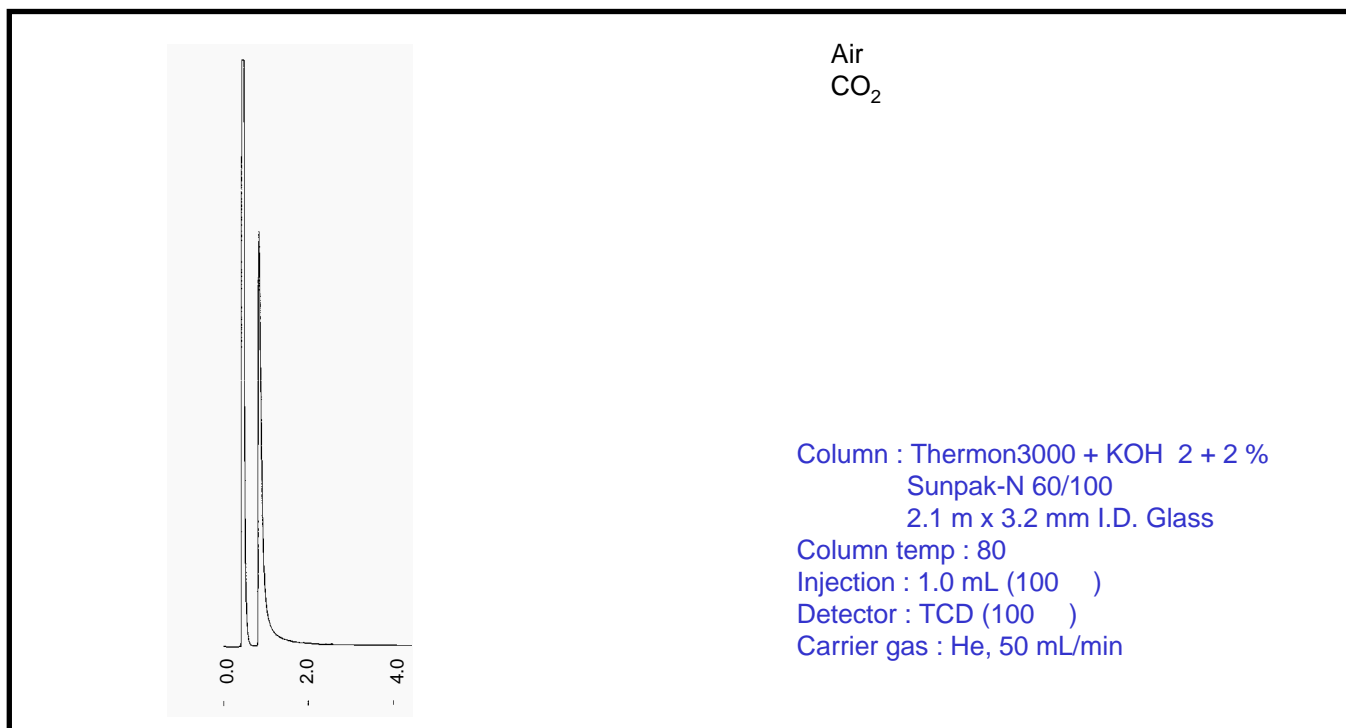 Air
CO₂
Column : Thermon3000 + KOH 2 + 2 %
Sunpak-N 60/100
2.1 m x 3.2 mm I.D. Glass
Column temp : 80
Injection : 1.0 mL (100 )
Detector : TCD (100 )
Carrier gas : He, 50 mL/min
0.0
2.0
4.0